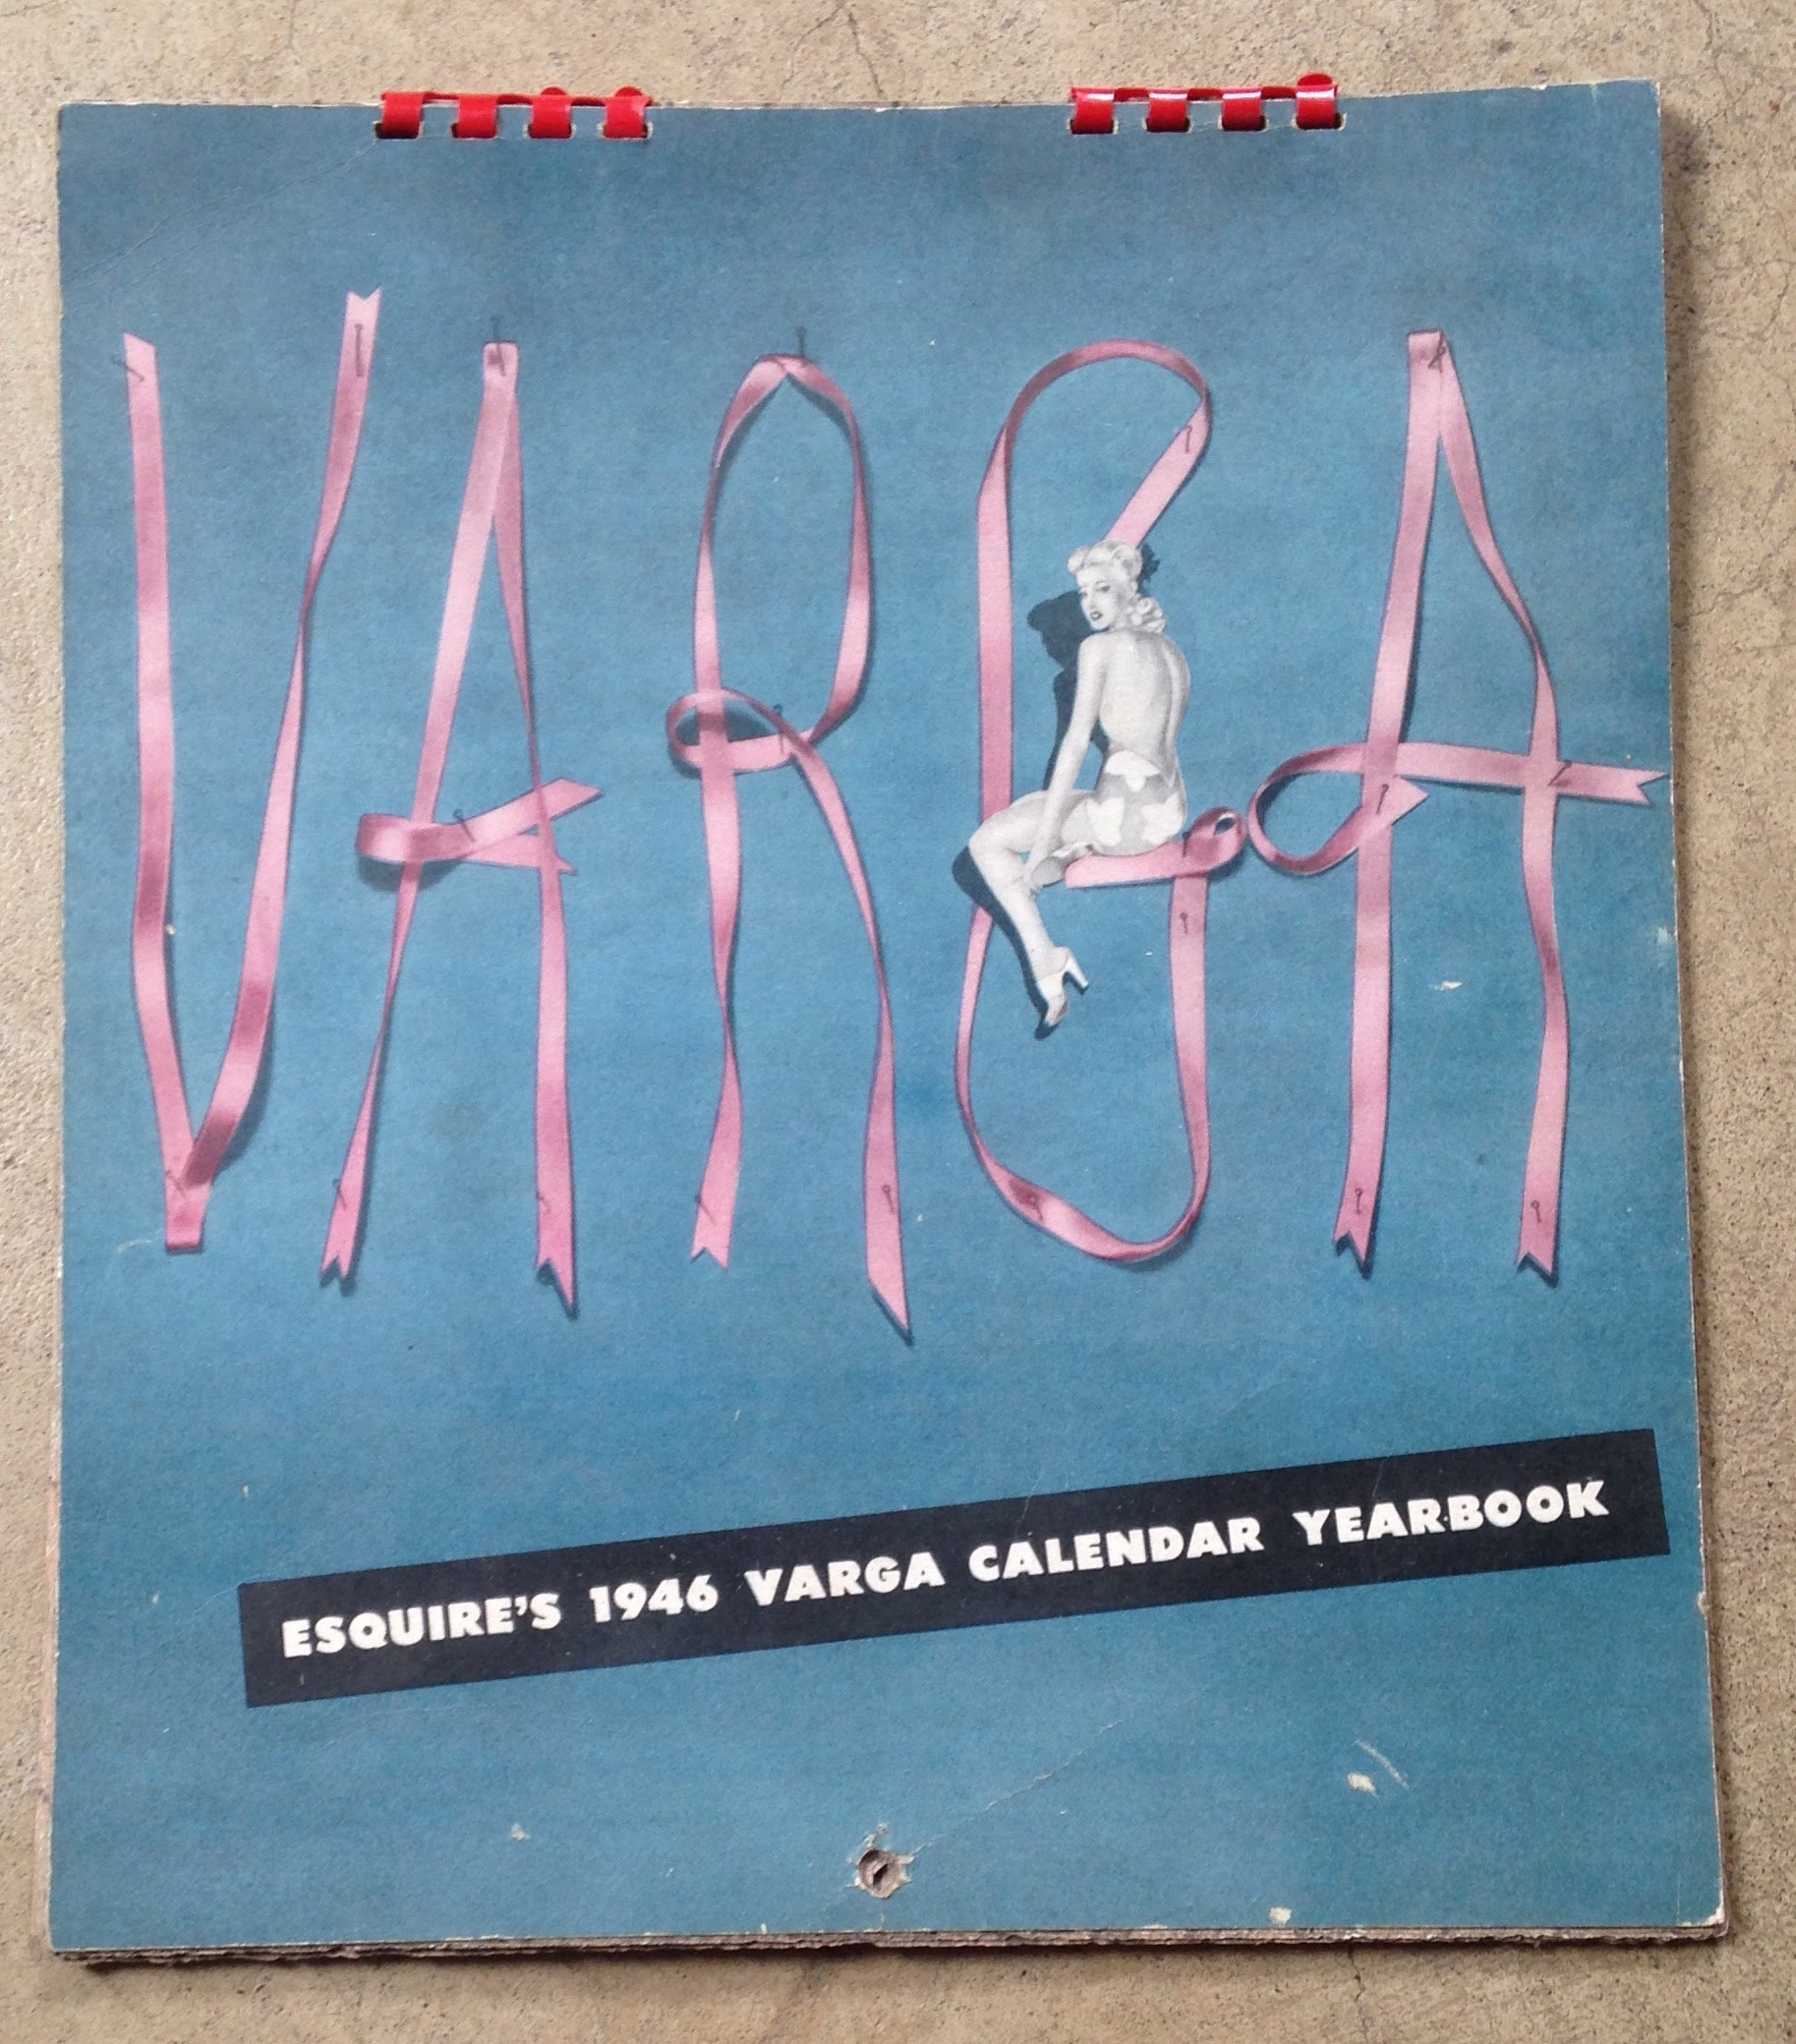 VARGA
ESQUIRE'S 1946 VARGA CALENDAR YEARBOOK